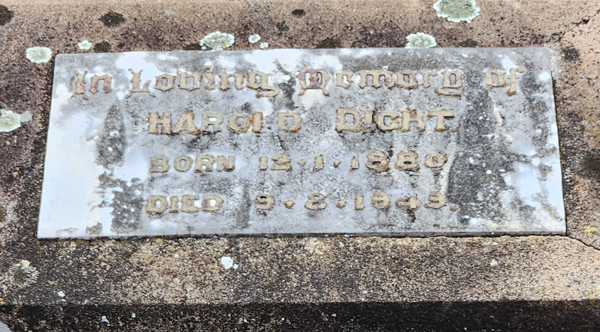 In Loving Memory of
HAROLD DIGHT
BORN 12·1·1880
DIED 9·8·1949.